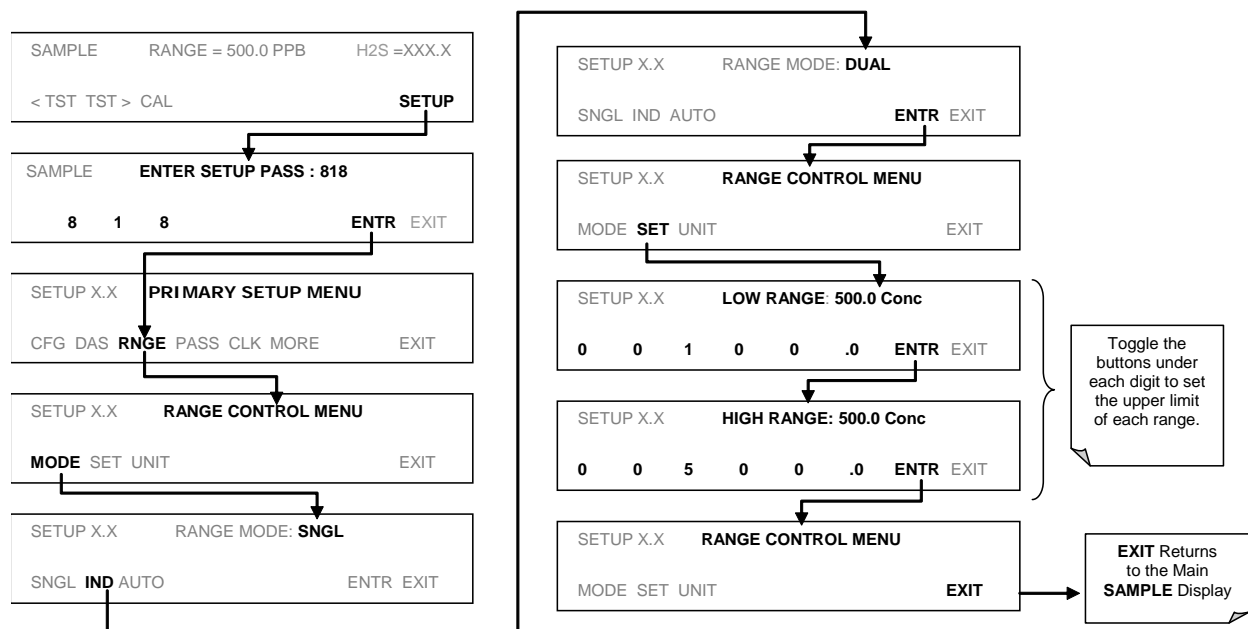 SAMPLE RANGE = 500.0 PPB H2S =XXX.X
< TST TST > CAL SETUP
SAMPLE ENTER SETUP PASS : 818
8 1 8 ENTR EXIT
SETUP X.X PRIMARY SETUP MENU
CFG DAS RNGE PASS CLK MORE EXIT
SETUP X.X RANGE CONTROL MENU
MODE SET UNIT EXIT
SETUP X.X RANGE MODE: SNGL
SNGL IND AUTO ENTR EXIT
SETUP X.X RANGE MODE: DUAL
SNGL IND AUTO ENTR EXIT
SETUP X.X RANGE CONTROL MENU
MODE SET UNIT EXIT
SETUP X.X LOW RANGE: 500.0 Conc
0 0 1 0 0 .0 ENTR EXIT
SETUP X.X HIGH RANGE: 500.0 Conc
0 0 5 0 0 .0 ENTR EXIT
Toggle the
buttons under
each digit to set
the upper limit
of each range.
SETUP X.X RANGE CONTROL MENU
MODE SET UNIT EXIT
EXIT Returns
to the Main
SAMPLE Display